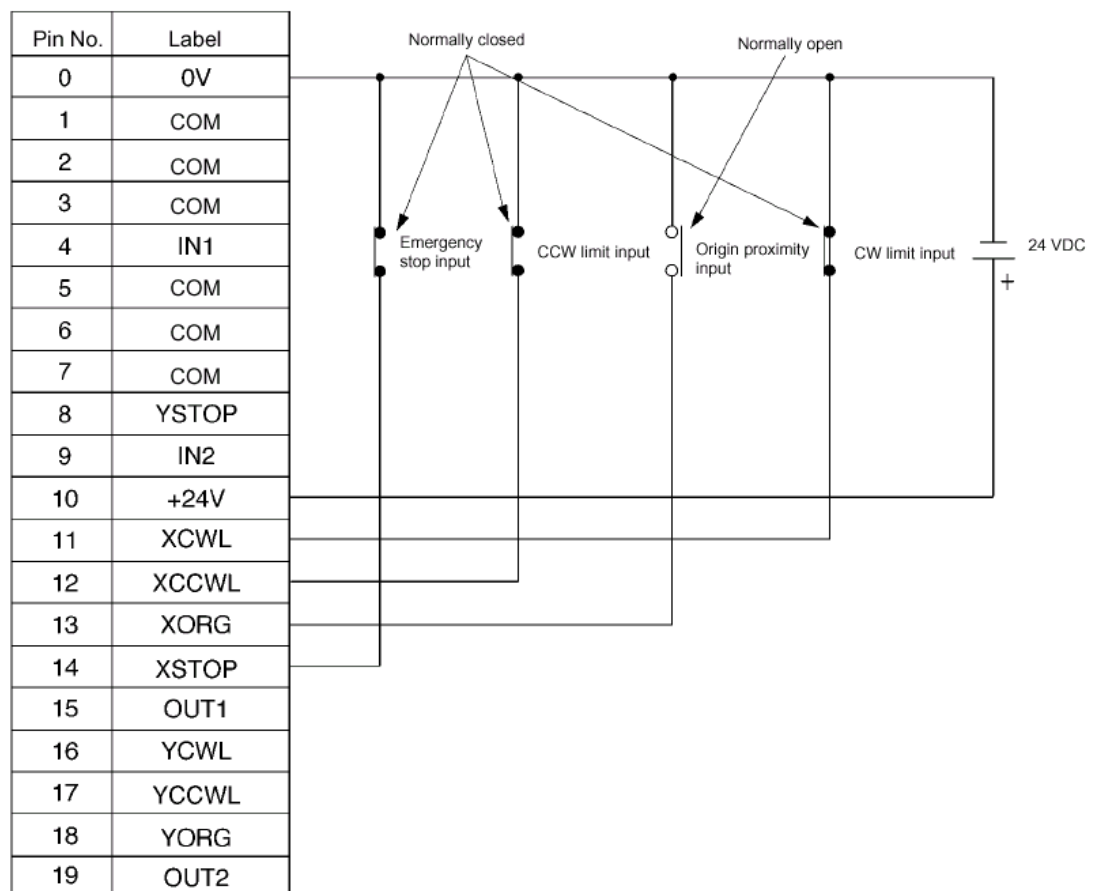 Pin No. Label
0 0V
1 COM
2 COM
3 COM
4 IN1
5 COM
6 COM
7 COM
8 YSTOP
9 IN2
10 +24V
11 XCWL
12 XCCWL
13 XORG
14 XSTOP
15 OUT1
16 YCWL
17 YCCWL
18 YORG
19 OUT2
Normally closed
Normally open
Emergency
stop input
CCW limit input
Origin proximity
input
CW limit input
24 VDC
+